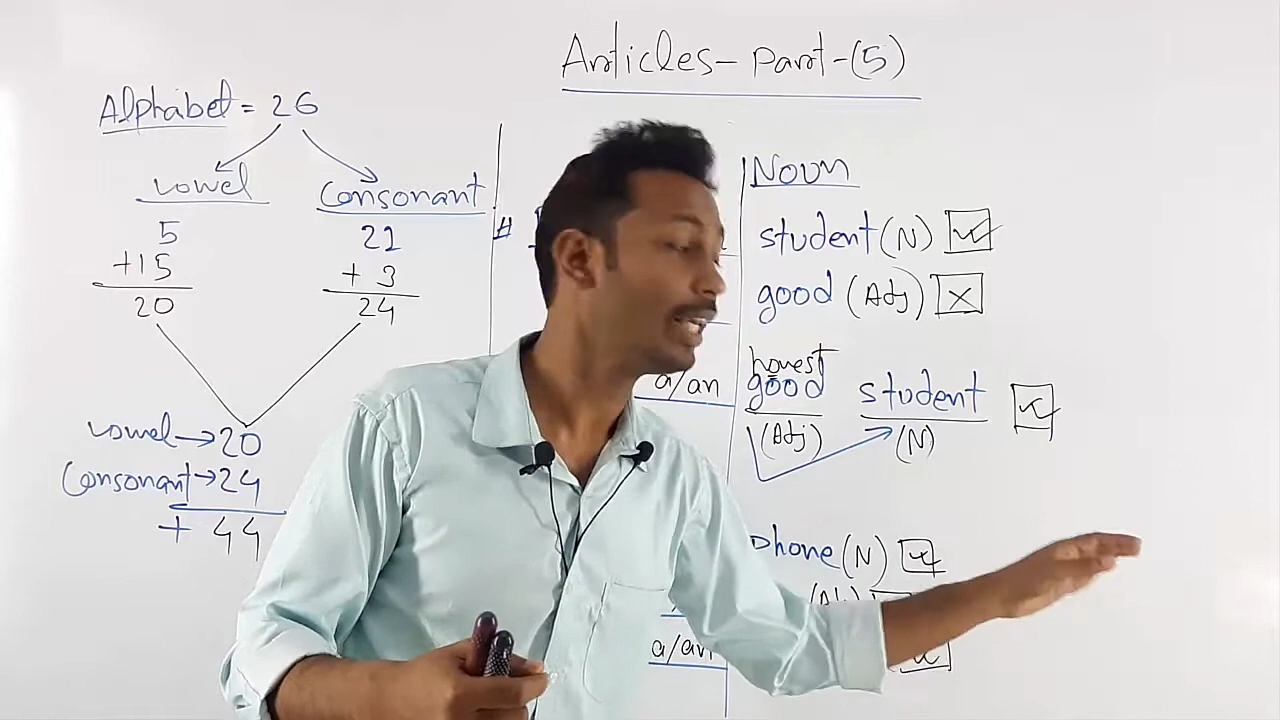 Articles - Part - (5)
Alphabet = 26
vowel
consonant
5
+15
20
21
+ 3
24
vowel → 20
Consonant → 24
+ 44
#
a/an
a/an
Noun
student (N)
good (Adj) ×
honest
good student
(Adj) (N)
phone (N)